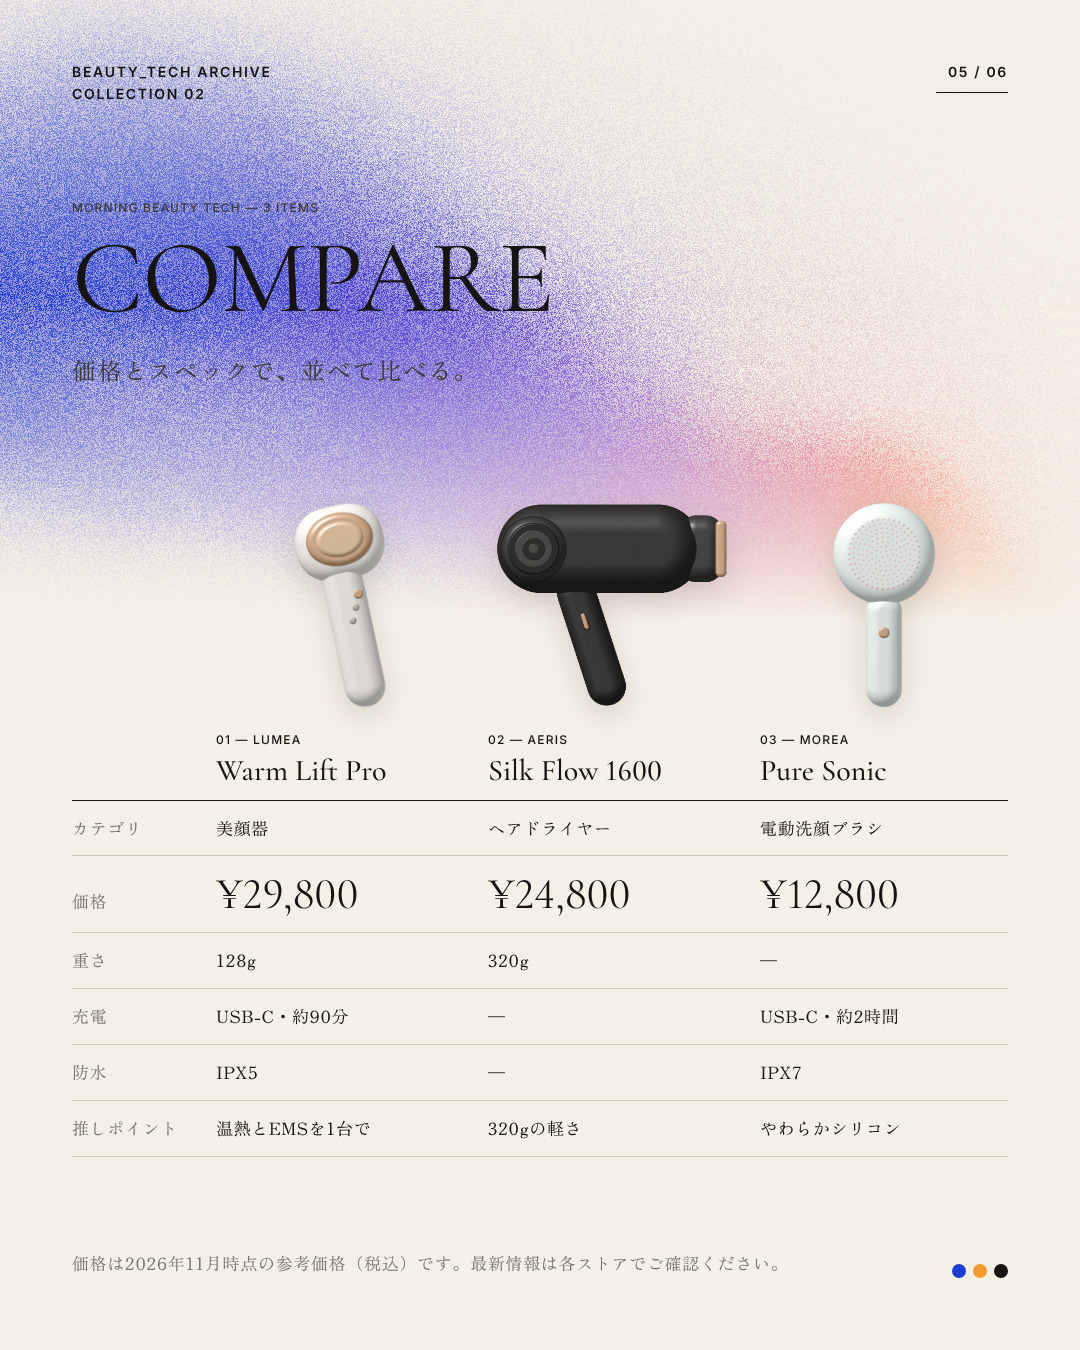 BEAUTY_TECH ARCHIVE
COLLECTION 02
05 / 06
MORNING BEAUTY TECH — 3 ITEMS
COMPARE
価格とスペックで、並べて比べる。
01 — LUMEA
02 — AERIS
03 — MOREA
Warm Lift Pro
Silk Flow 1600
Pure Sonic
カテゴリ
美顔器
ヘアドライヤー
電動洗顔ブラシ
価格
¥29,800
¥24,800
¥12,800
重さ
128g
320g
—
充電
USB-C・約90分
—
USB-C・約2時間
防水
IPX5
—
IPX7
推しポイント
温熱とEMSを1台で
320gの軽さ
やわらかシリコン
価格は2026年11月時点の参考価格（税込）です。最新情報は各ストアでご確認ください。